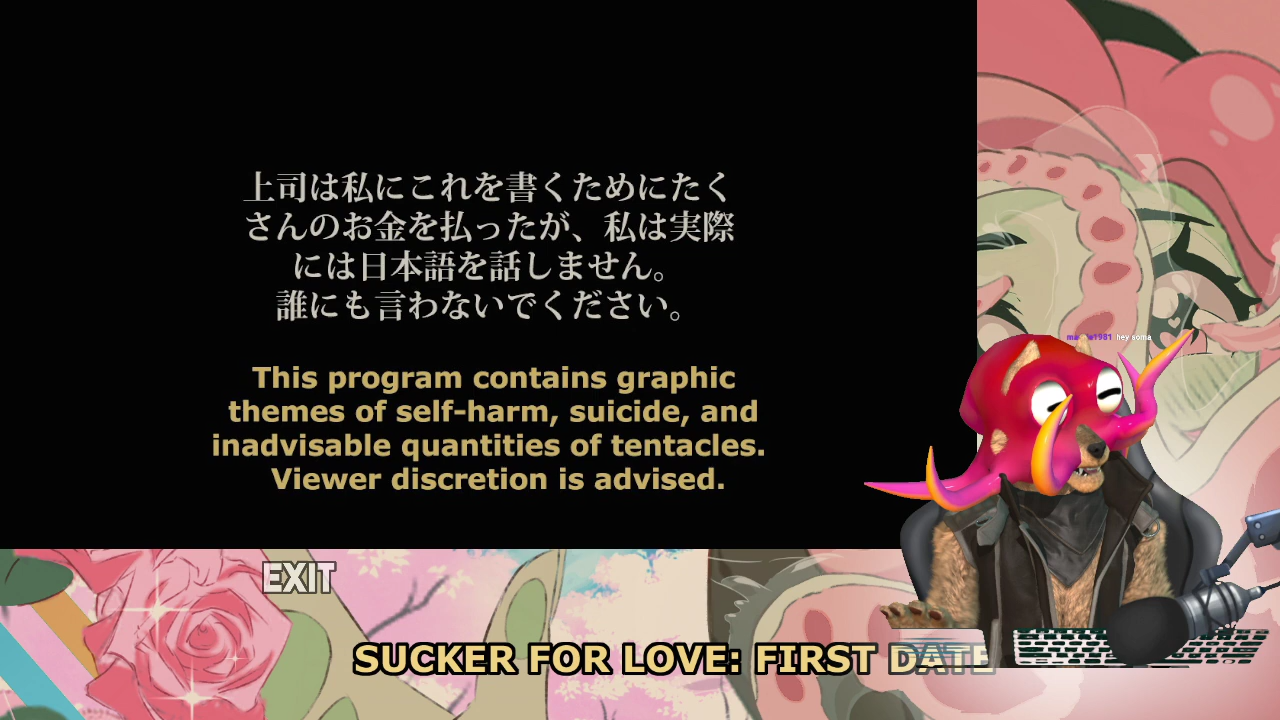 上司は私にこれを書くためにたく
さんのお金を払ったが、私は実際
には日本語を話しません。
誰にも言わないでください。
This program contains graphic
themes of self-harm, suicide, and
inadvisable quantities of tentacles.
Viewer discretion is advised.
hey soma
EXIT
SUCKER FOR LOVE: FIRST DATE